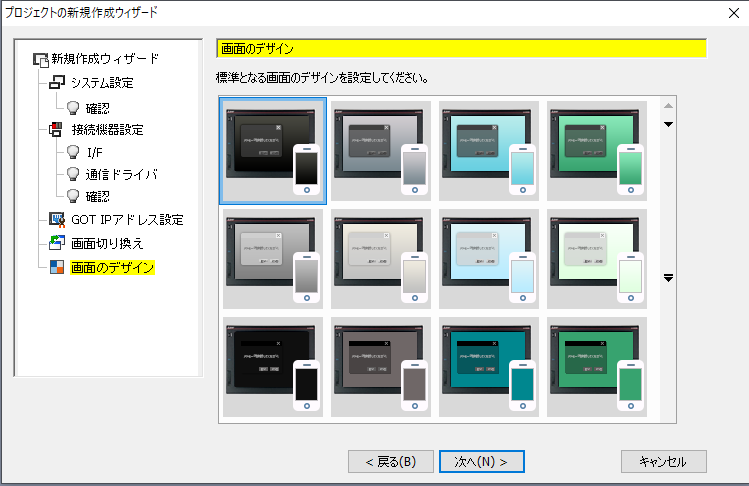 プロジェクトの新規作成ウィザード
新規作成ウィザード
システム設定
確認
接続機器設定
I/F
通信ドライバ
確認
GOT IPアドレス設定
画面切り換え
画面のデザイン
画面のデザイン
標準となる画面のデザインを設定してください。
< 戻る(B)
次へ(N) >
キャンセル